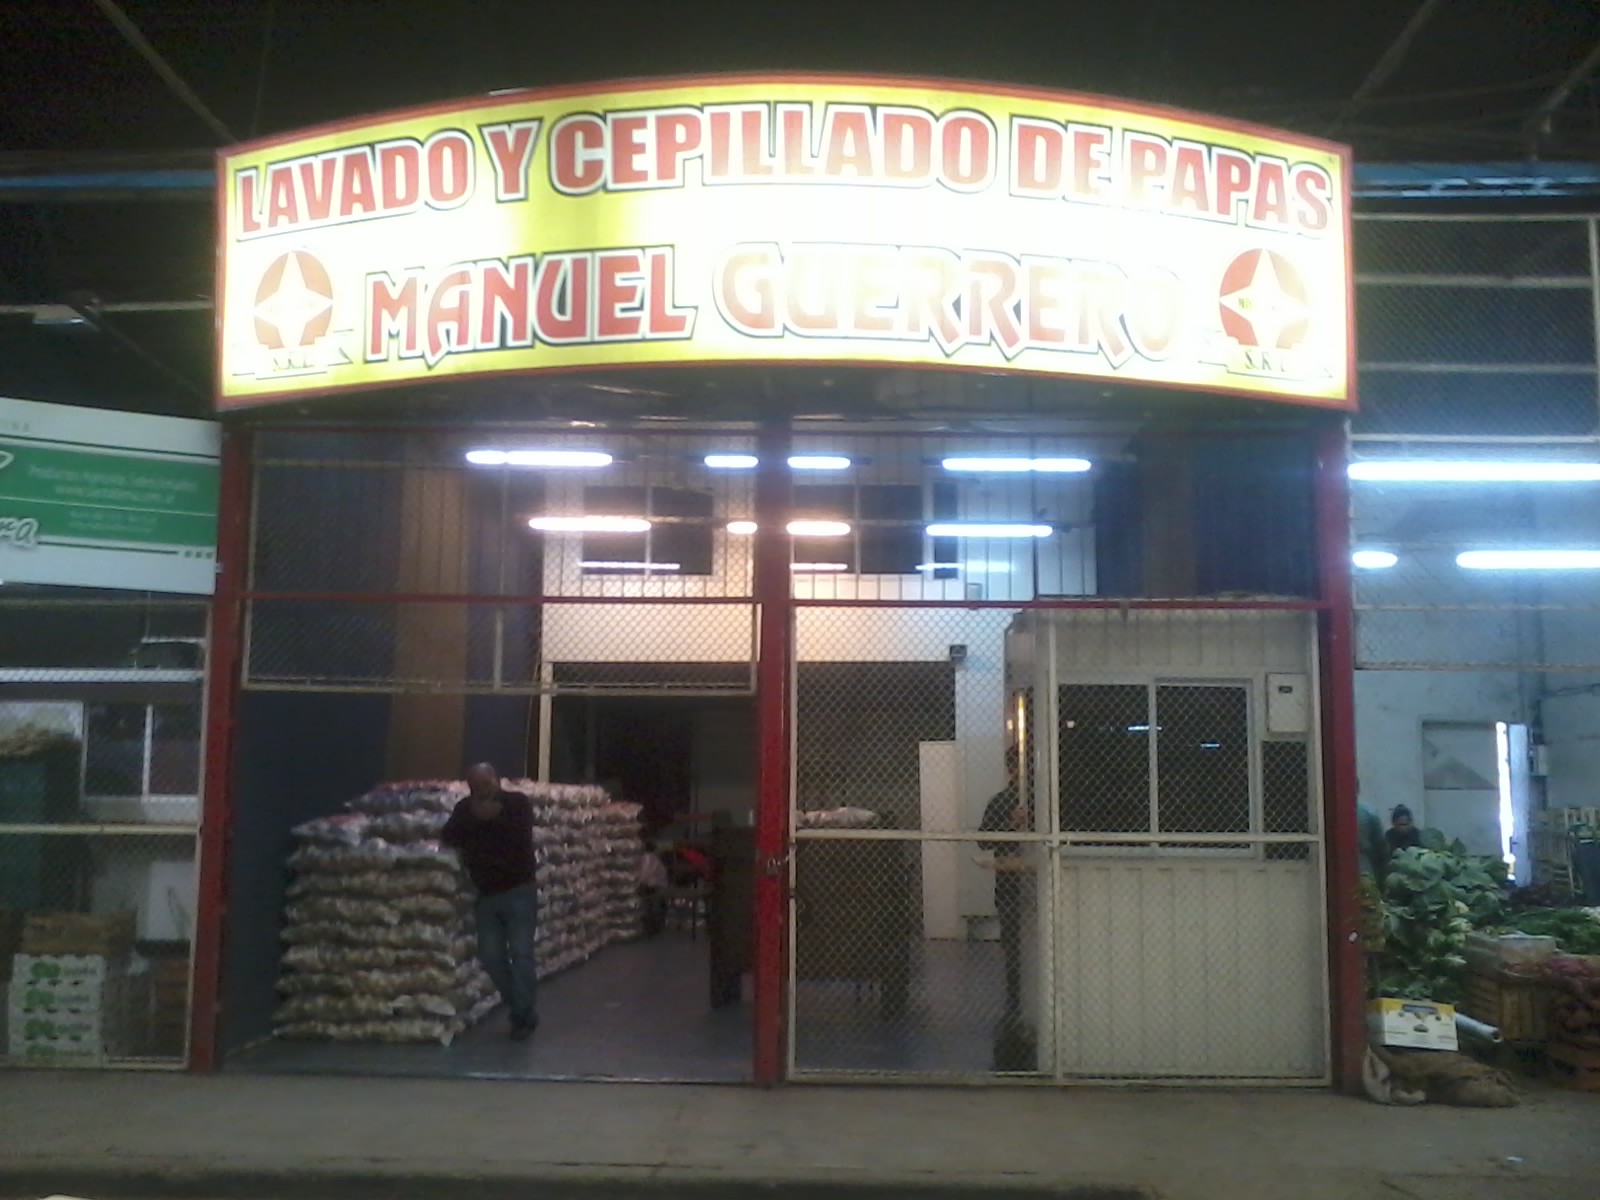 LAVADO Y CEPILLADO DE PAPAS
MANUEL GUERRERO
S.R.L.
S.R.L